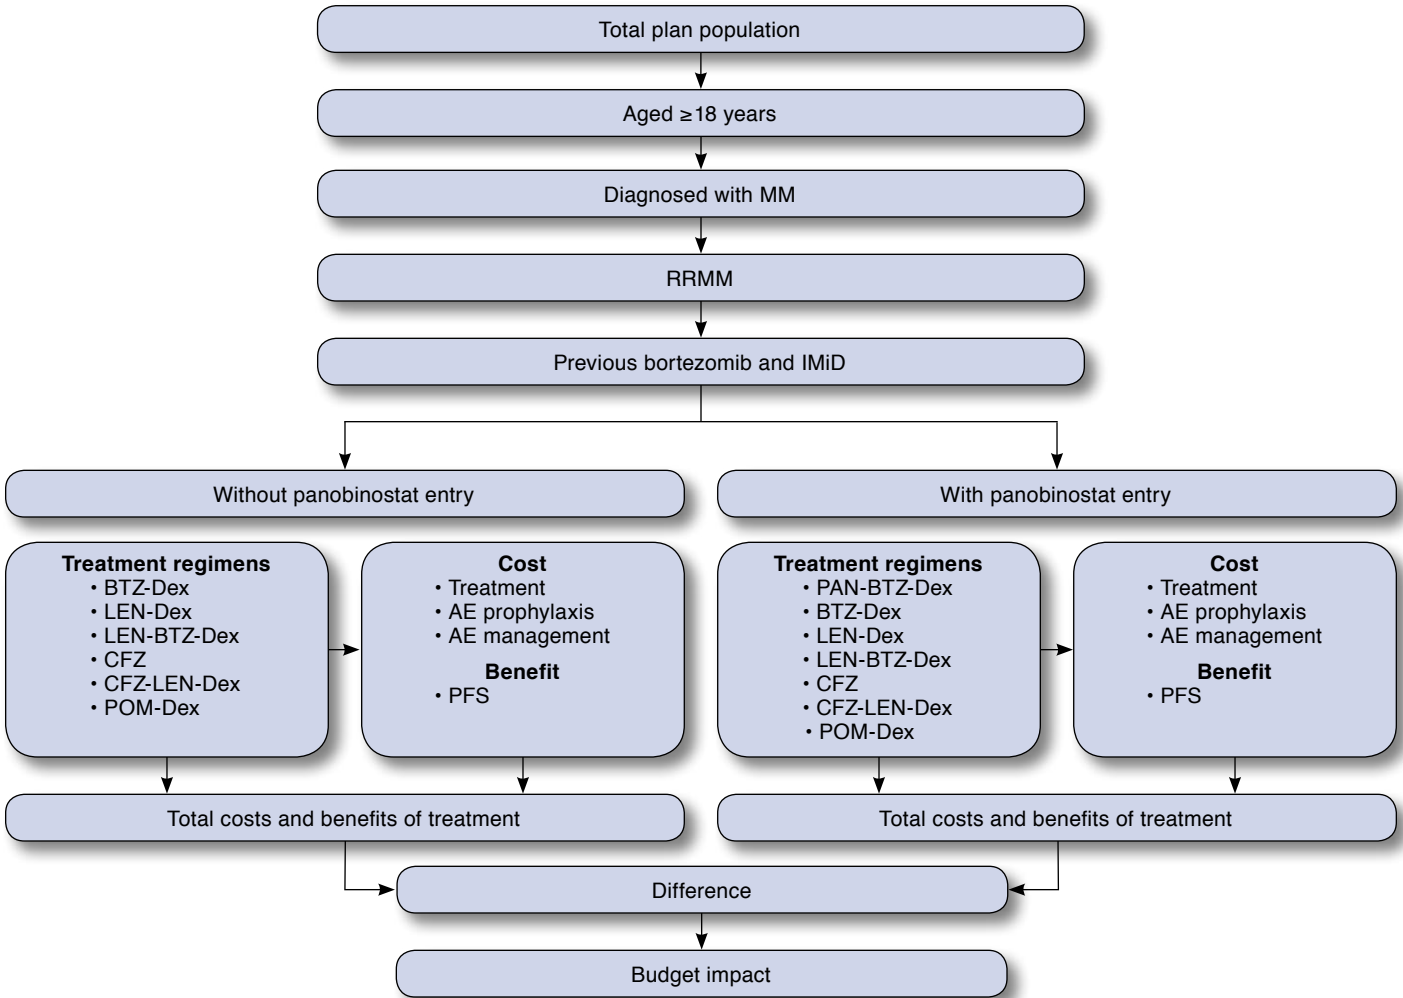 Total plan population
Aged ≥18 years
Diagnosed with MM
RRMM
Previous bortezomib and IMiD
Without panobinostat entry
Treatment regimens
• BTZ-Dex
• LEN-Dex
• LEN-BTZ-Dex
• CFZ
• CFZ-LEN-Dex
• POM-Dex
Cost
• Treatment
• AE prophylaxis
• AE management
Benefit
• PFS
Total costs and benefits of treatment
With panobinostat entry
Treatment regimens
• PAN-BTZ-Dex
• BTZ-Dex
• LEN-Dex
• LEN-BTZ-Dex
• CFZ
• CFZ-LEN-Dex
• POM-Dex
Cost
• Treatment
• AE prophylaxis
• AE management
Benefit
• PFS
Total costs and benefits of treatment
Difference
Budget impact